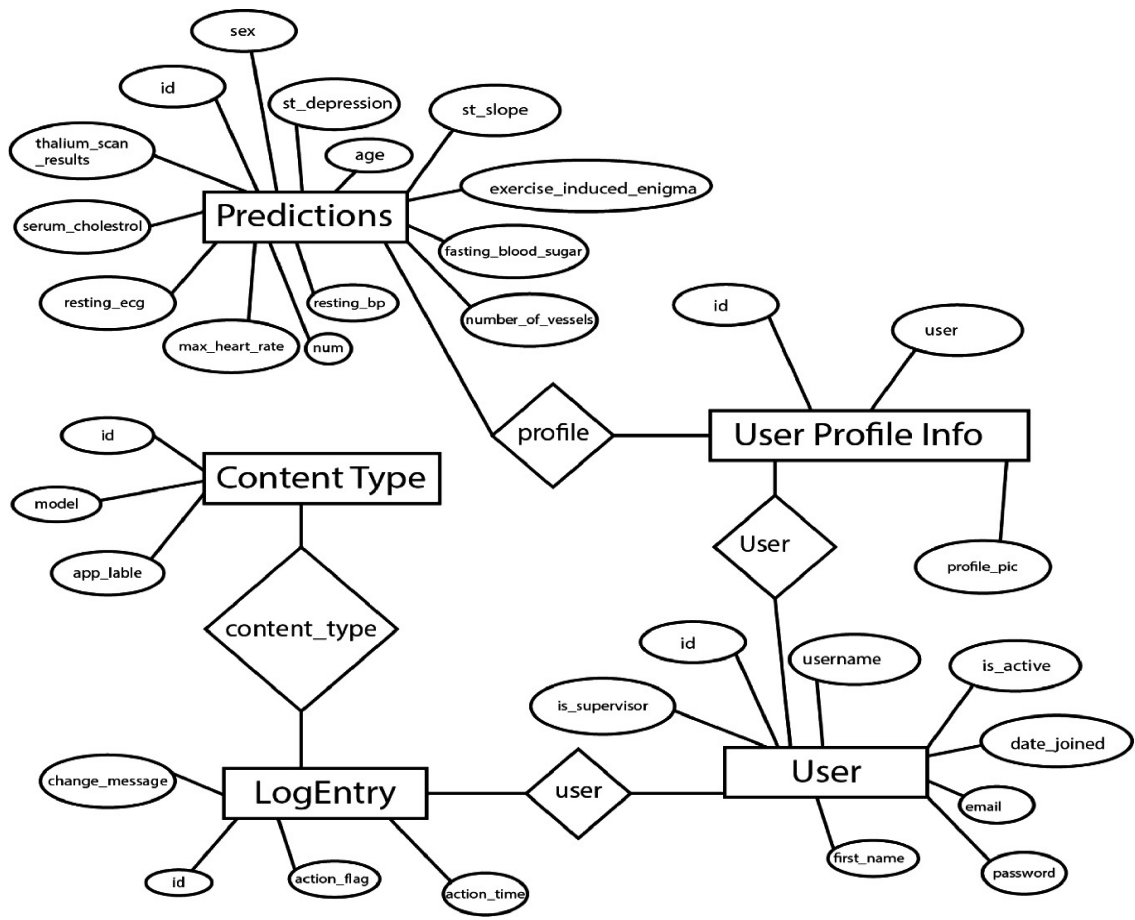 sex
id
st_depression
st_slope
thalium_scan
_results
age
exercise_induced_enigma
Predictions
serum_cholestrol
fasting_blood_sugar
resting_ecg
resting_bp
number_of_vessels
max_heart_rate
num
id
user
profile
User Profile Info
id
Content Type
model
app_lable
User
profile_pic
content_type
id
username
is_active
is_supervisor
date_joined
change_message
LogEntry
user
User
email
first_name
password
id
action_flag
action_time